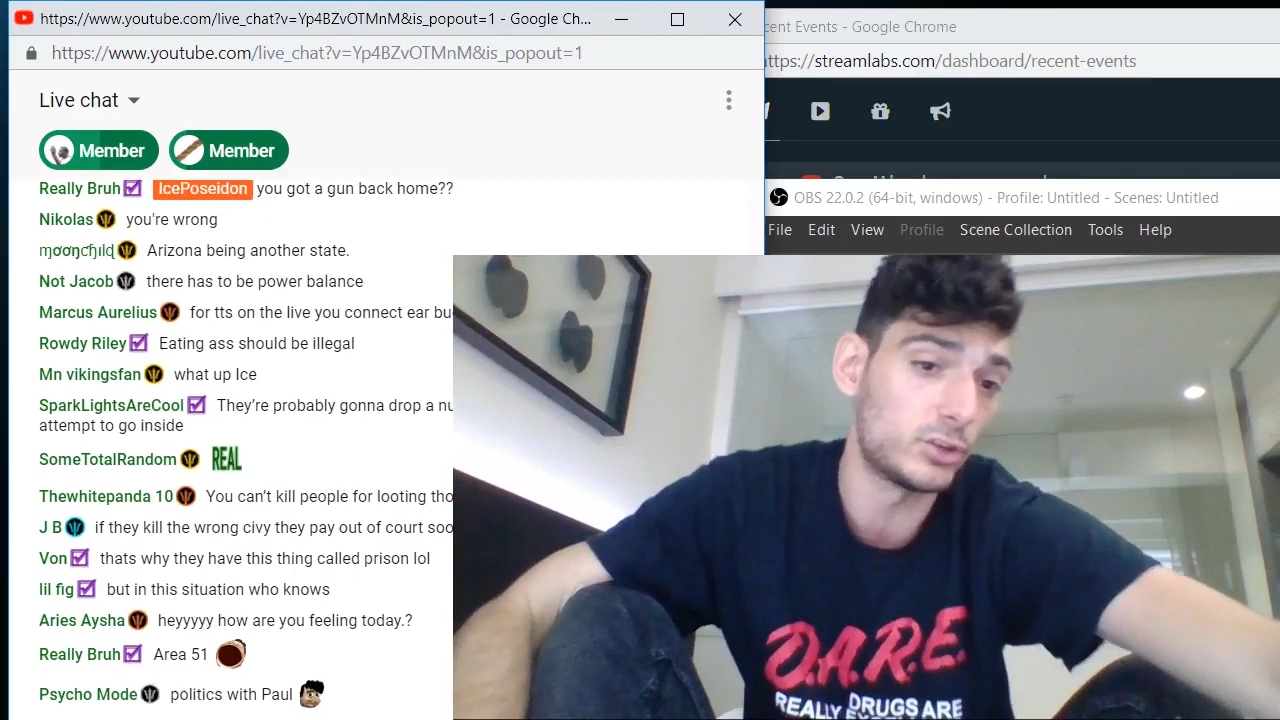 https://www.youtube.com/live_chat?v=Yp4BZvOTMnM&is_popout=1 - Google Ch...
https://www.youtube.com/live_chat?v=Yp4BZvOTMnM&is_popout=1
Live chat
Member
Member
Really Bruh IcePoseidon you got a gun back home??
Nikolas you're wrong
Arizona being another state.
Not Jacob there has to be power balance
Marcus Aurelius for tts on the live you connect ear bu
Rowdy Riley Eating ass should be illegal
Mn vikingsfan what up Ice
SparkLightsAreCool They're probably gonna drop a nu
attempt to go inside
SomeTotalRandom REAL
Thewhitepanda 10 You can't kill people for looting tho
J B if they kill the wrong civy they pay out of court soo
Von thats why they have this thing called prison lol
lil fig but in this situation who knows
Aries Aysha heyyyyy how are you feeling today.?
Really Bruh Area 51
Psycho Mode politics with Paul
cent Events - Google Chrome
ttps://streamlabs.com/dashboard/recent-events
OBS 22.0.2 (64-bit, windows) - Profile: Untitled - Scenes: Untitled
File Edit View Profile Scene Collection Tools Help
D.A.R.E.
DRUGS ARE
REALLY